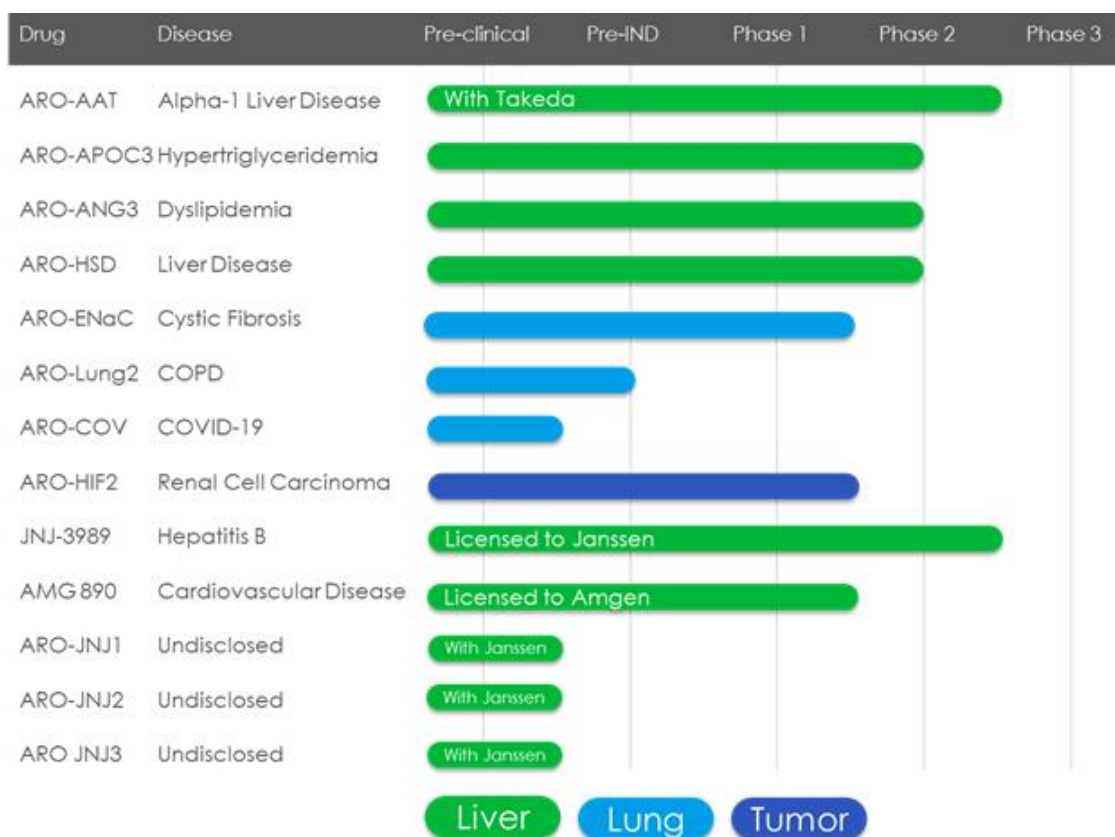 Drug Disease Pre-clinical Pre-IND Phase 1 Phase 2 Phase 3
ARO-AAT Alpha-1 Liver Disease With Takeda
ARO-APOC3 Hypertriglyceridemia
ARO-ANG3 Dyslipidemia
ARO-HSD Liver Disease
ARO-ENaC Cystic Fibrosis
ARO-Lung2 COPD
ARO-COV COVID-19
ARO-HIF2 Renal Cell Carcinoma
JNJ-3989 Hepatitis B Licensed to Janssen
AMG 890 Cardiovascular Disease Licensed to Amgen
ARO-JNJ1 Undisclosed With Janssen
ARO-JNJ2 Undisclosed With Janssen
ARO JNJ3 Undisclosed With Janssen
Liver Lung Tumor